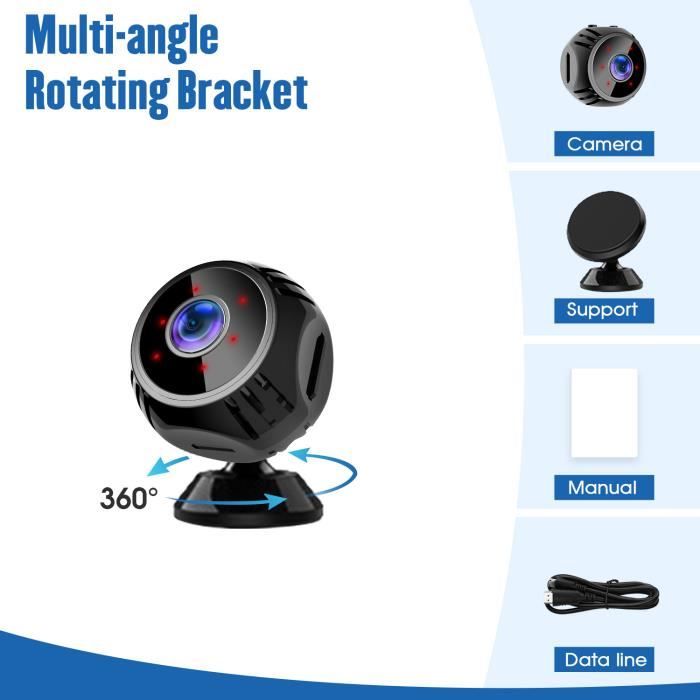 Multi-angle
Rotating Bracket
360°
Camera
Support
Manual
Data line